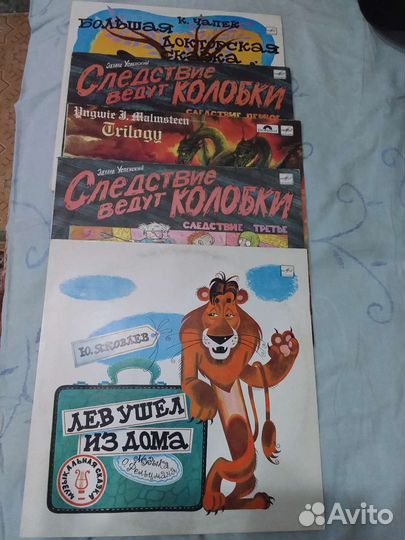 К. ЧАПЕК
БОЛЬШАЯ
ДОКТОРСКАЯ
СКАЗКА
Эдуард Успенский
Следствие
ведут КОЛОБКИ
СЛЕДСТВИЕ ПЕРВОЕ
Yngwie J. Malmsteen
Trilogy
Эдуард Успенский
Следствие
ведут КОЛОБКИ
СЛЕДСТВИЕ ТРЕТЬЕ
Ю. ЯКОВЛЕВ
ЛЕВ УШЕЛ
ИЗ ДОМА
МУЗЫКА
МУЗЫКАЛЬНАЯ СКАЗКА
Avito